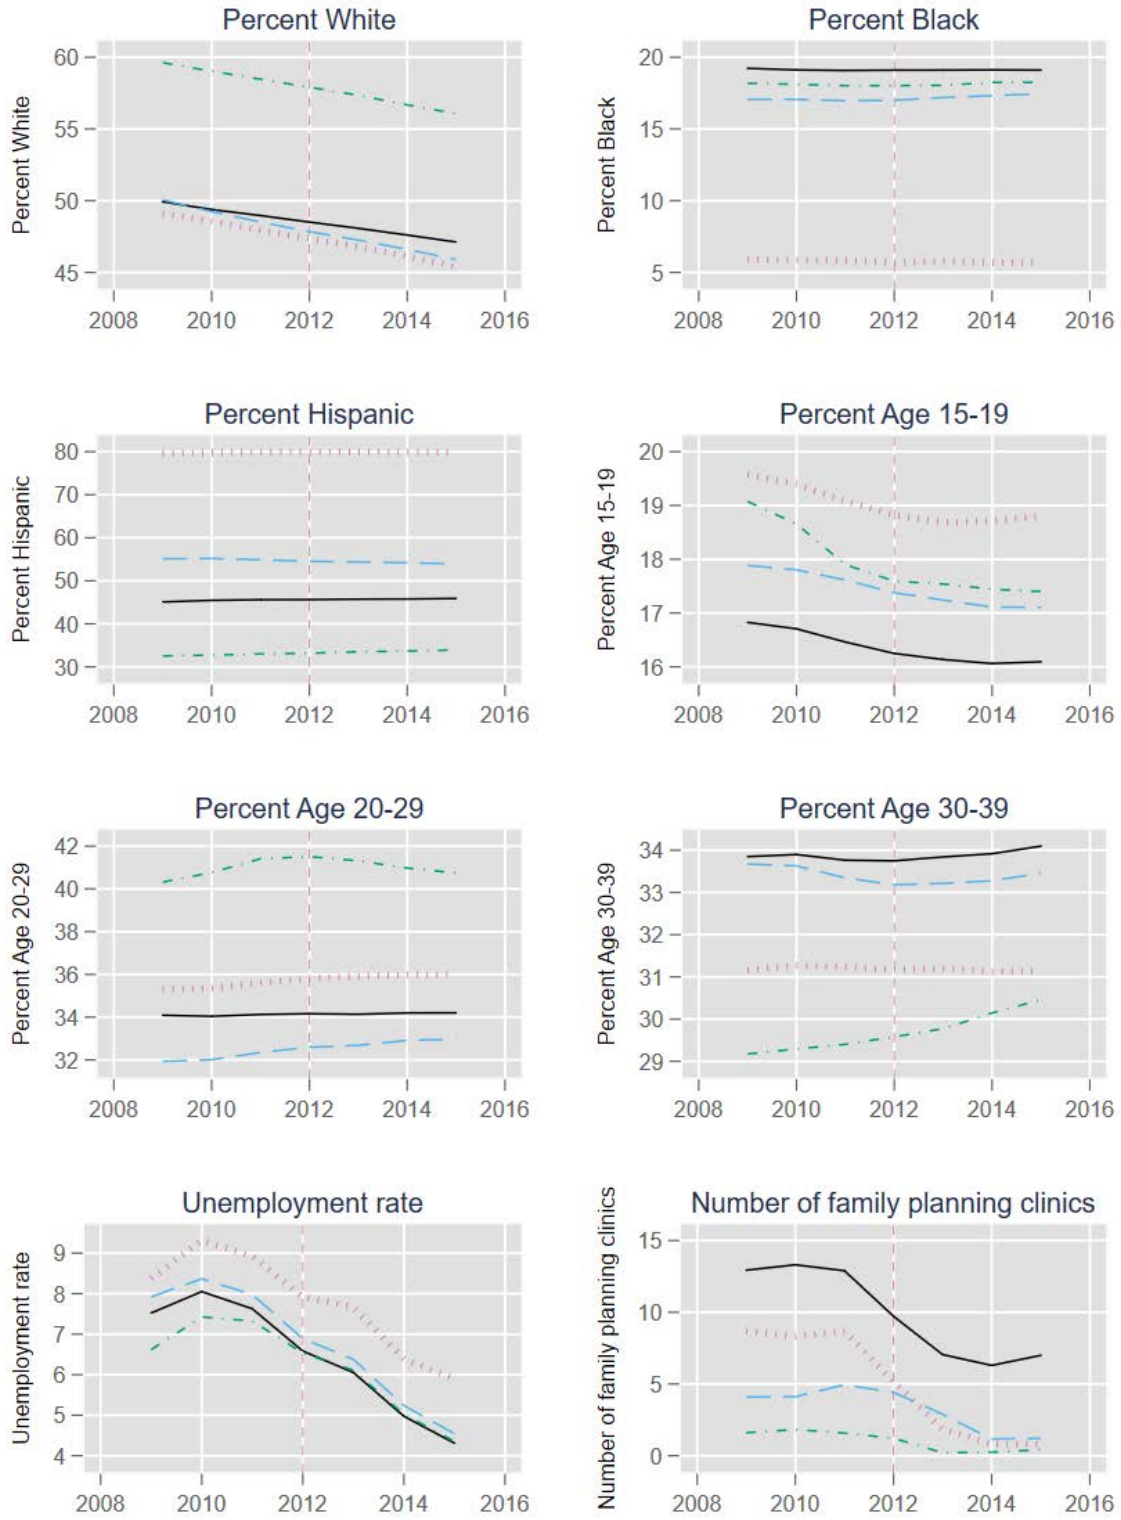 Percent White
Percent White
60
55
50
45
2008 2010 2012 2014 2016
Percent Black
Percent Black
20
15
10
5
2008 2010 2012 2014 2016
Percent Hispanic
Percent Hispanic
80
70
60
50
40
30
2008 2010 2012 2014 2016
Percent Age 15-19
Percent Age 15-19
20
19
18
17
16
2008 2010 2012 2014 2016
Percent Age 20-29
Percent Age 20-29
42
40
38
36
34
32
2008 2010 2012 2014 2016
Percent Age 30-39
Percent Age 30-39
34
33
32
31
30
29
2008 2010 2012 2014 2016
Unemployment rate
Unemployment rate
9
8
7
6
5
4
2008 2010 2012 2014 2016
Number of family planning clinics
Number of family planning clinics
15
10
5
0
2008 2010 2012 2014 2016